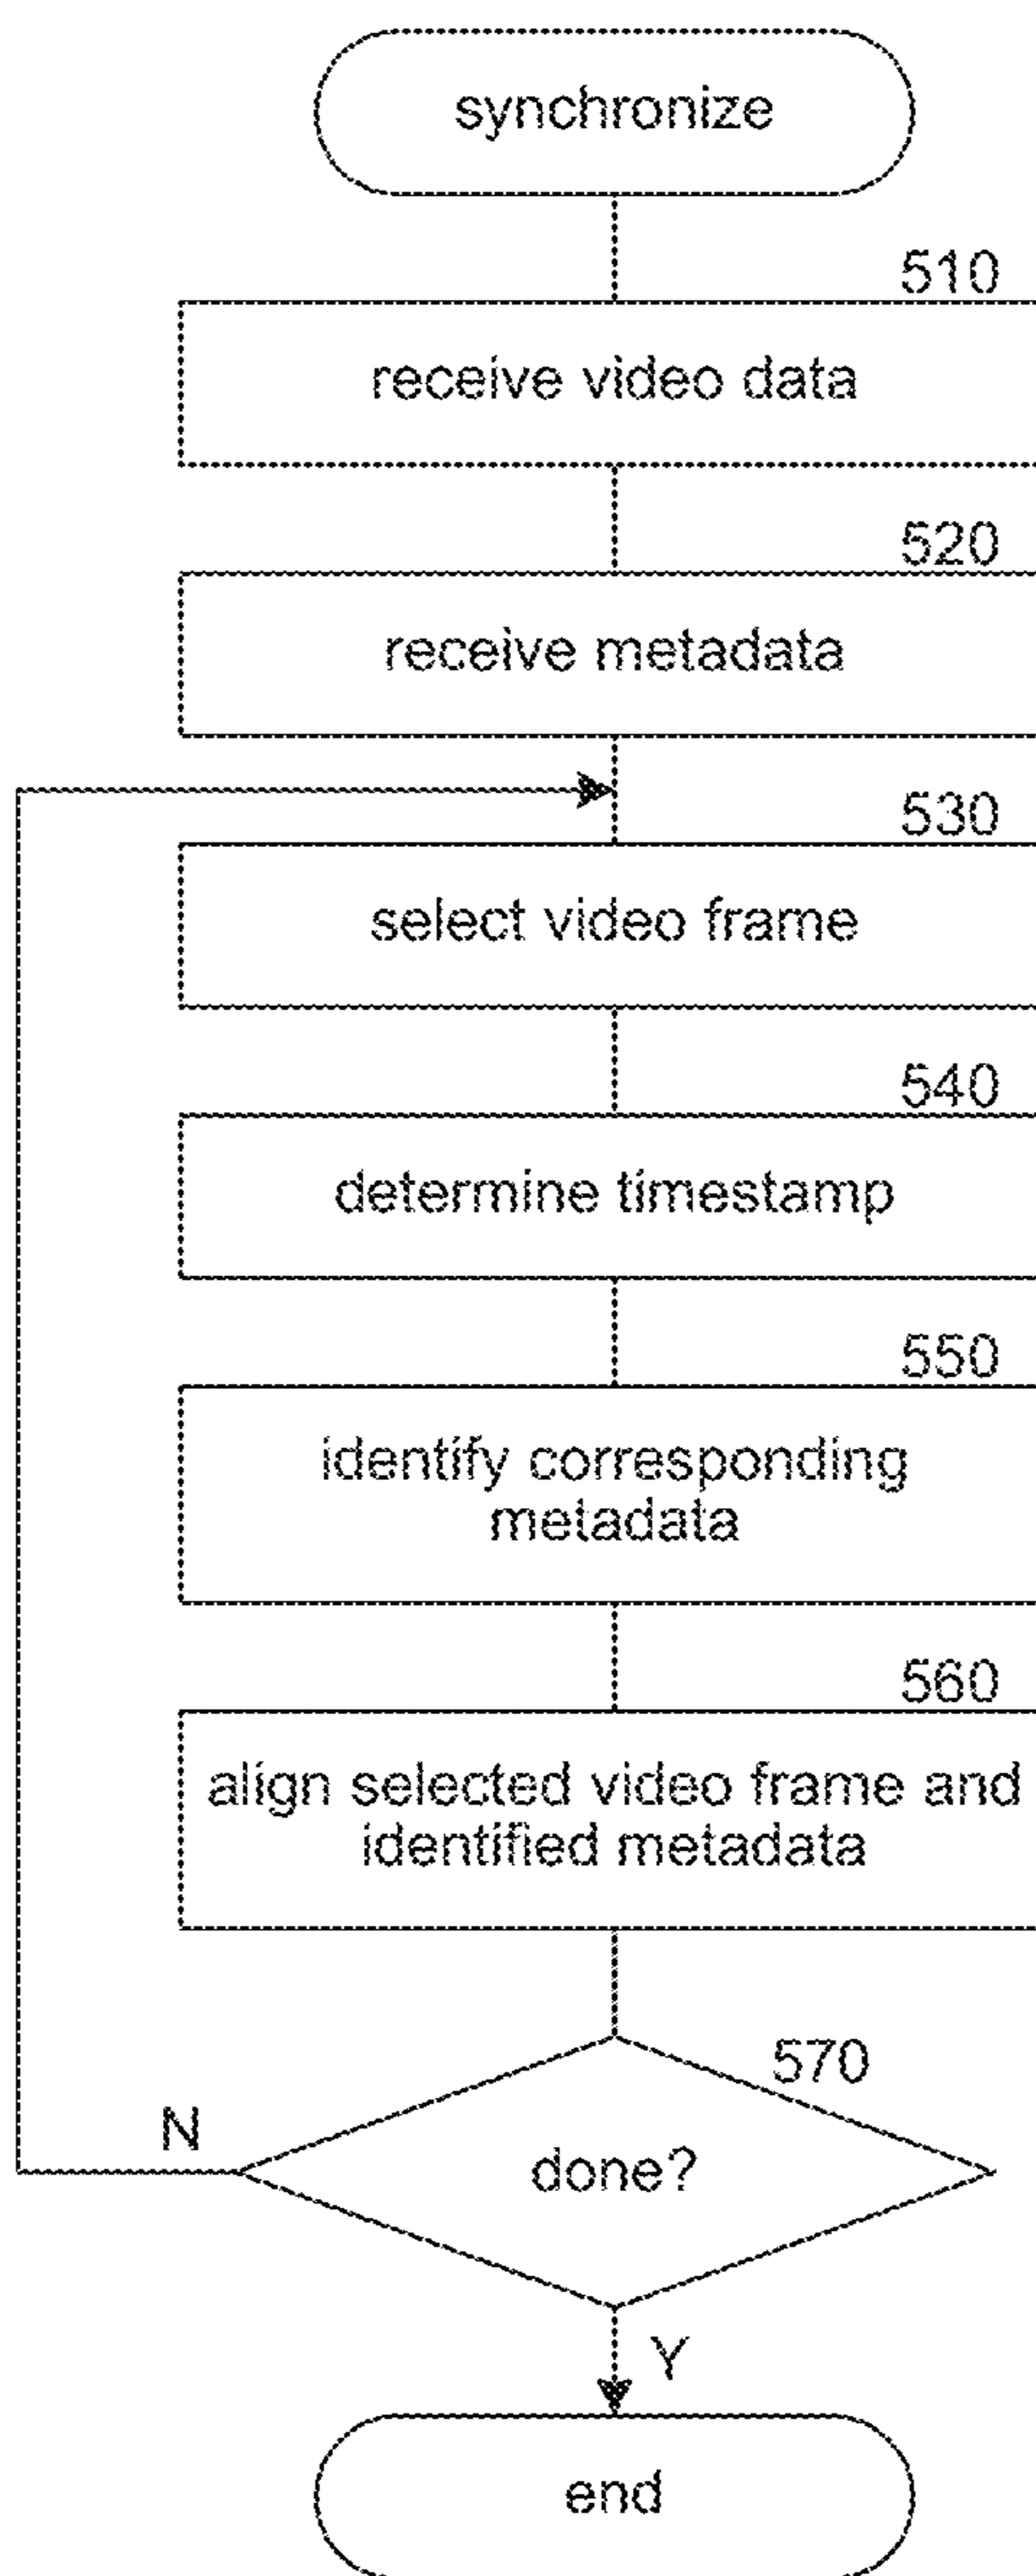 synchronize
510
receive video data
520
receive metadata
530
select video frame
540
determine timestamp
550
identify corresponding
metadata
560
align selected video frame and
identified metadata
570
N
done?
Y
end